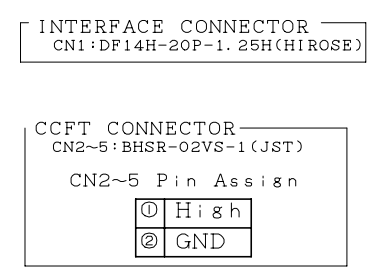 INTERFACE CONNECTOR
CN1:DF14H-20P-1.25H(HIROSE)
CCFT CONNECTOR
CN2~5:BHSR-02VS-1(JST)
CN2~5 Pin Assign
① High
② GND